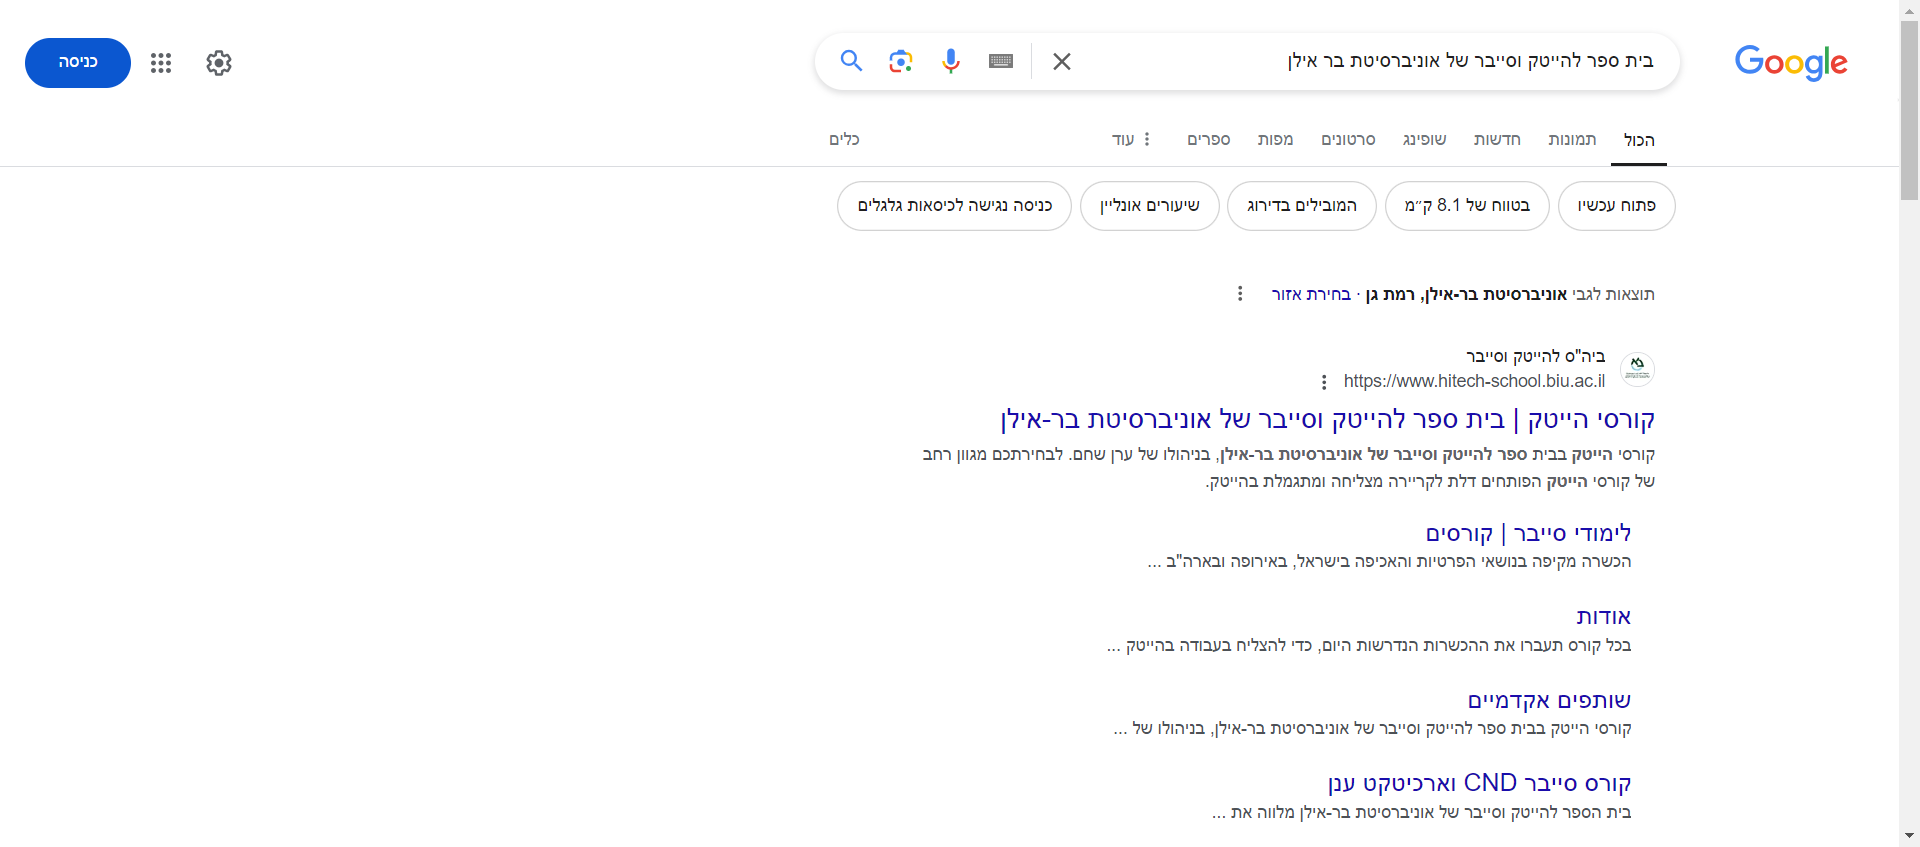 Google
בית ספר להייטק וסייבר של אוניברסיטת בר אילן
כניסה
הכול תמונות חדשות שופינג סרטונים מפות ספרים עוד כלים
פתוח עכשיו בטווח של 8.1 ק״מ המובילים בדירוג שיעורים אונליין כניסה נגישה לכיסאות גלגלים
תוצאות לגבי אוניברסיטת בר-אילן, רמת גן · בחירת אזור
ביה"ס להייטק וסייבר
https://www.hitech-school.biu.ac.il
קורסי הייטק | בית ספר להייטק וסייבר של אוניברסיטת בר-אילן
קורסי הייטק בבית ספר להייטק וסייבר של אוניברסיטת בר-אילן, בניהולו של ערן שחם. לבחירתכם מגוון רחב
של קורסי הייטק הפותחים דלת לקריירה מצליחה ומתגמלת בהייטק.
לימודי סייבר | קורסים
הכשרה מקיפה בנושאי הפרטיות והאכיפה בישראל, באירופה ובארה"ב ...
אודות
בכל קורס תעברו את ההכשרות הנדרשות היום, כדי להצליח בעבודה בהייטק ...
שותפים אקדמיים
קורסי הייטק בבית ספר להייטק וסייבר של אוניברסיטת בר-אילן, בניהולו של ...
קורס סייבר CND וארכיטקט ענן
בית הספר להייטק וסייבר של אוניברסיטת בר-אילן מלווה את ...